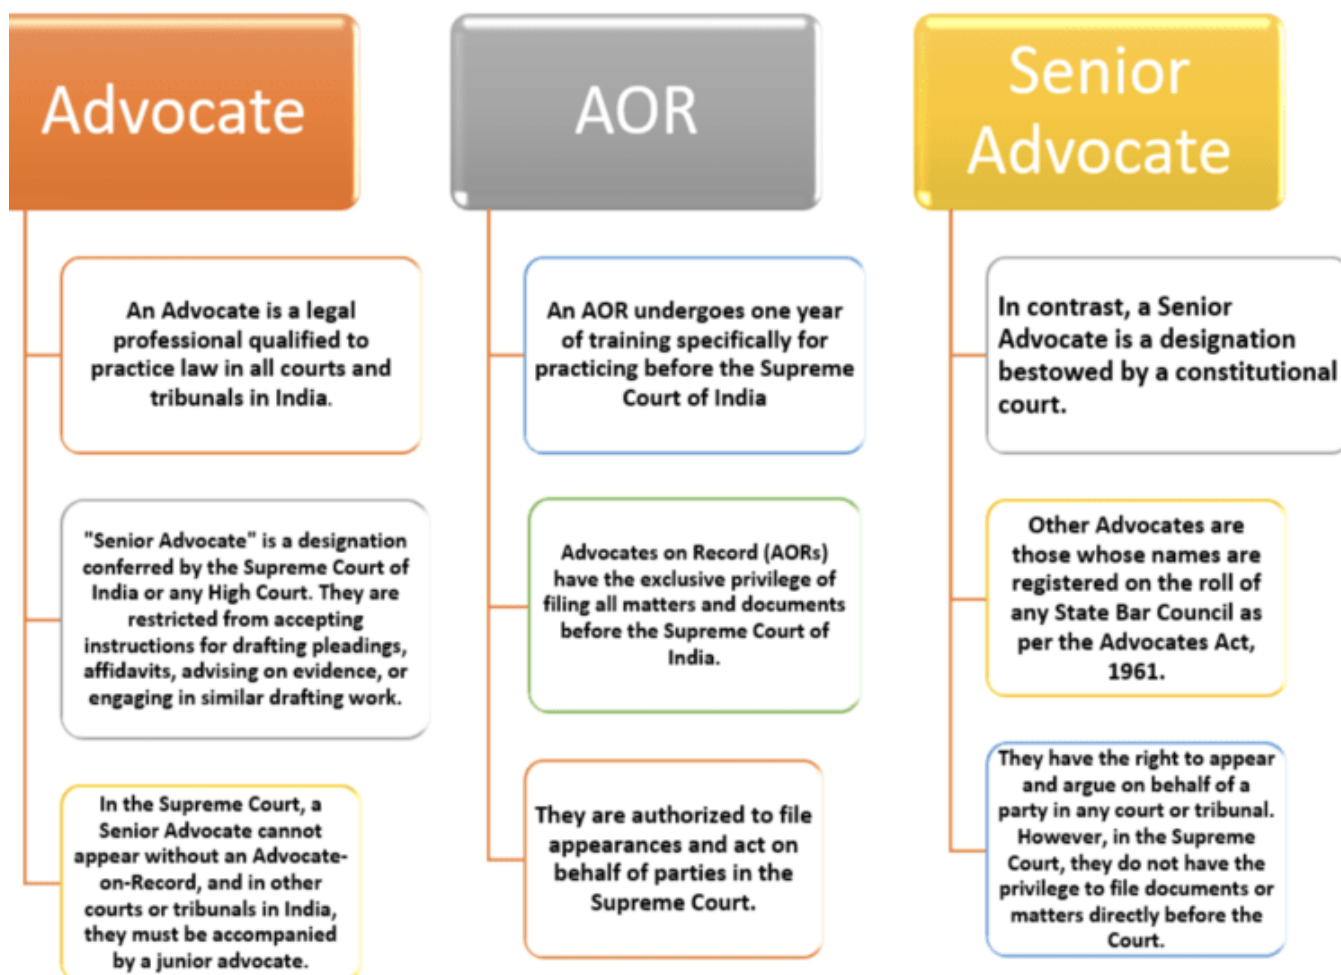 Advocate
An Advocate is a legal
professional qualified to
practice law in all courts and
tribunals in India.
"Senior Advocate" is a designation
conferred by the Supreme Court of
India or any High Court. They are
restricted from accepting
instructions for drafting pleadings,
affidavits, advising on evidence, or
engaging in similar drafting work.
In the Supreme Court, a
Senior Advocate cannot
appear without an Advocate-
on-Record, and in other
courts or tribunals in India,
they must be accompanied
by a junior advocate.
AOR
An AOR undergoes one year
of training specifically for
practicing before the Supreme
Court of India
Advocates on Record (AORs)
have the exclusive privilege of
filing all matters and documents
before the Supreme Court of
India.
They are authorized to file
appearances and act on
behalf of parties in the
Supreme Court.
Senior
Advocate
In contrast, a Senior
Advocate is a designation
bestowed by a constitutional
court.
Other Advocates are
those whose names are
registered on the roll of
any State Bar Council as
per the Advocates Act,
1961.
They have the right to appear
and argue on behalf of a
party in any court or tribunal.
However, in the Supreme
Court, they do not have the
privilege to file documents or
matters directly before the
Court.